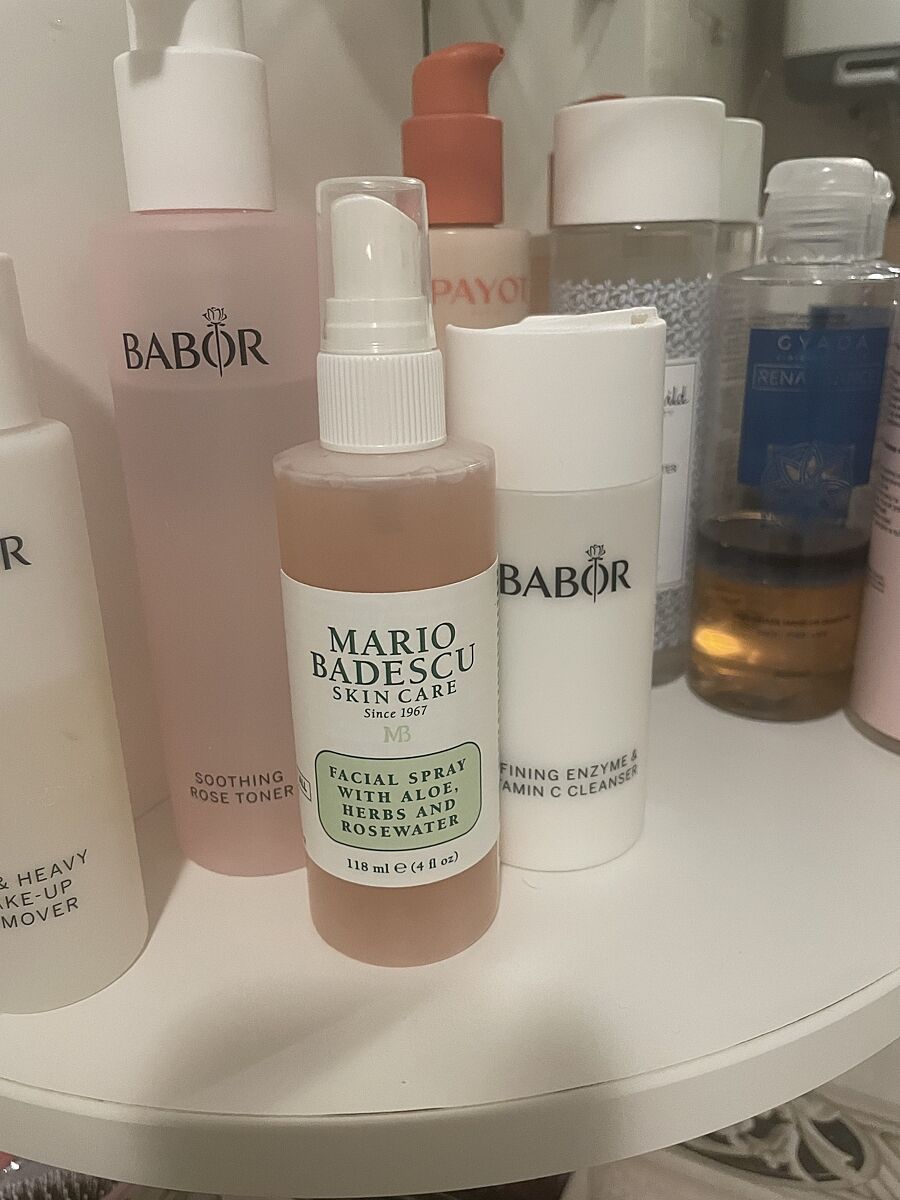 BABOR
SOOTHING
ROSE TONER
R
& HEAVY
AKE-UP
MOVER
MARIO
BADESCU
SKIN CARE
Since 1967
MB
FACIAL SPRAY
WITH ALOE,
HERBS AND
ROSEWATER
118 ml e (4 fl oz)
PAYOT
BABOR
FINING ENZYME &
AMIN C CLEANSER
GYADA